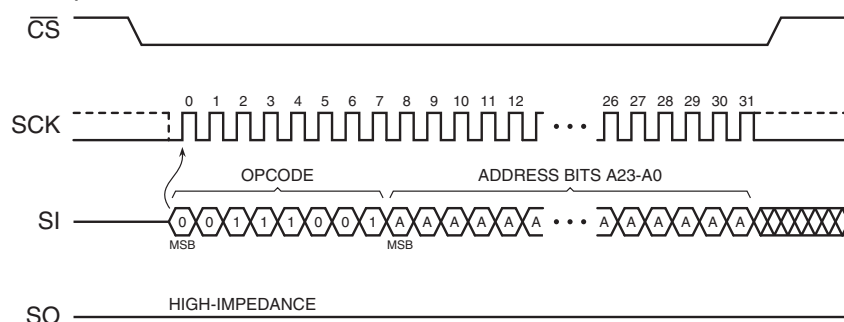 CS
0 1 2 3 4 5 6 7 8 9 10 11 12 26 27 28 29 30 31
SCK
OPCODE ADDRESS BITS A23-A0
SI 0 0 1 1 1 0 0 1 A A A A A A A A A A A A
MSB MSB
HIGH-IMPEDANCE
SO